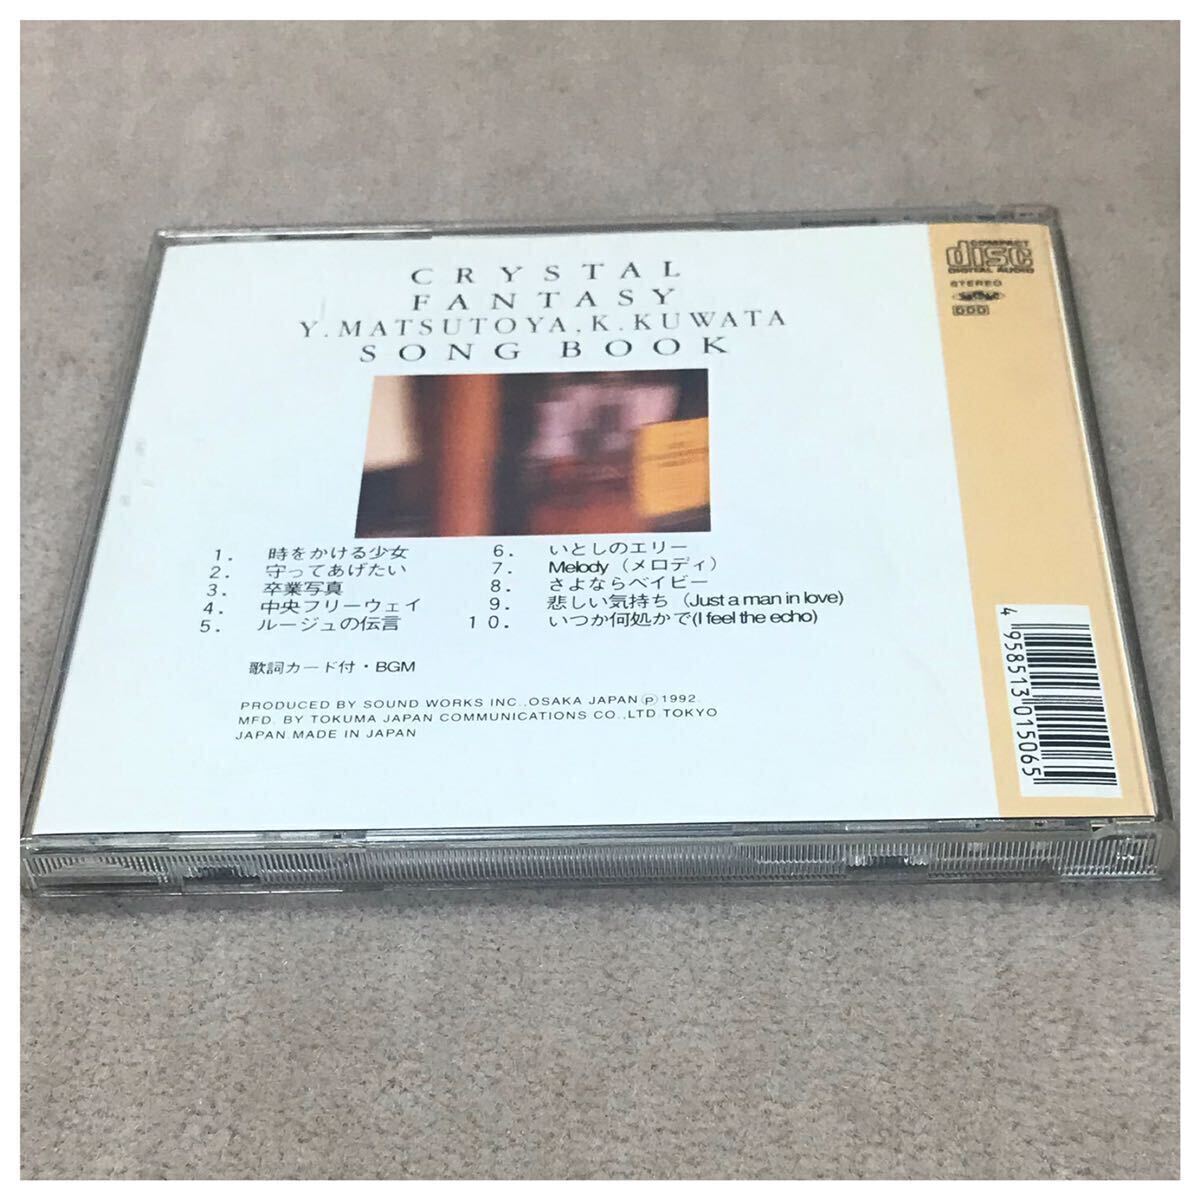 CRYSTAL
FANTASY
Y.MATSUTOYA,K.KUWATA
SONG BOOK
1. 時をかける少女
2. 守ってあげたい
3. 卒業写真
4. 中央フリーウェイ
5. ルージュの伝言
6. いとしのエリー
7. Melody (メロディ)
8. さよならベイビー
9. 悲しい気持ち (Just a man in love)
10. いつか何処かで(I feel the echo)
歌詞カード付・BGM
PRODUCED BY SOUND WORKS INC.,OSAKA JAPAN Ⓟ1992.
MFD. BY TOKUMA JAPAN COMMUNICATIONS CO.,LTD.TOKYO
JAPAN.MADE IN JAPAN
COMPACT
disc
DIGITAL AUDIO
STEREO
DDD
4 958513 015065